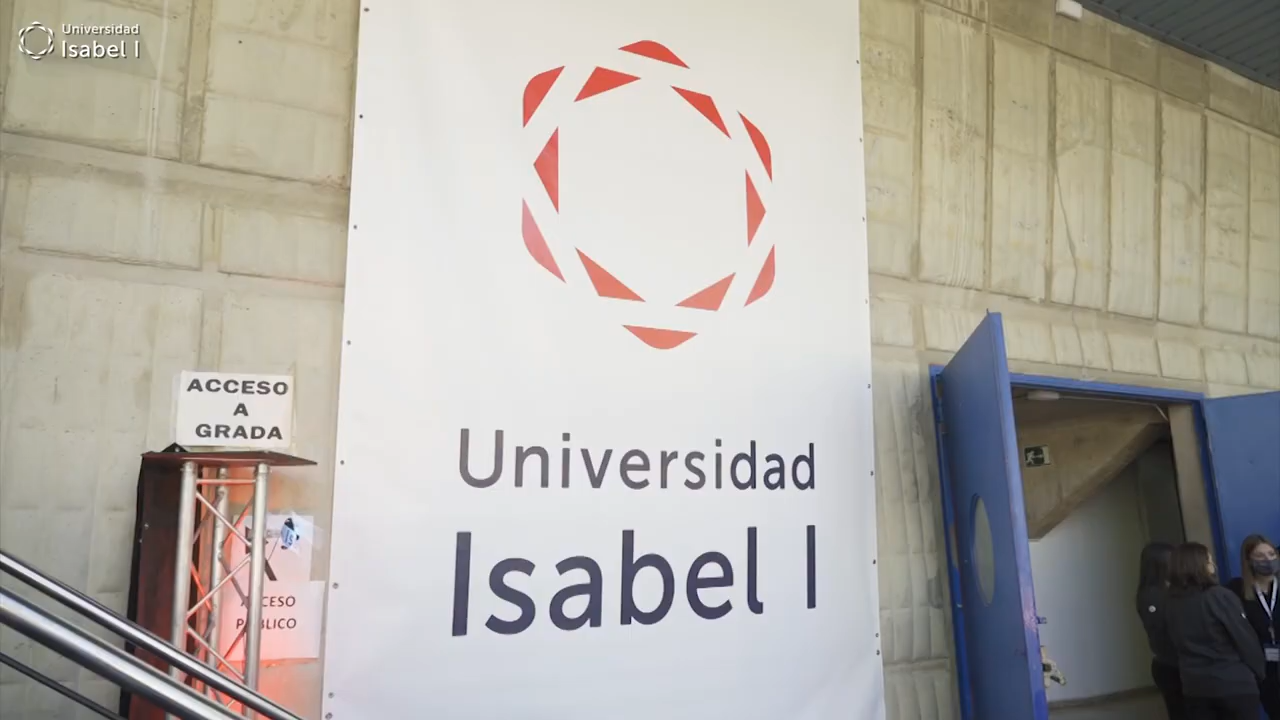 Universidad
Isabel I
ACCESO
A
GRADA
ACCESO
PÚBLICO
Universidad
Isabel I